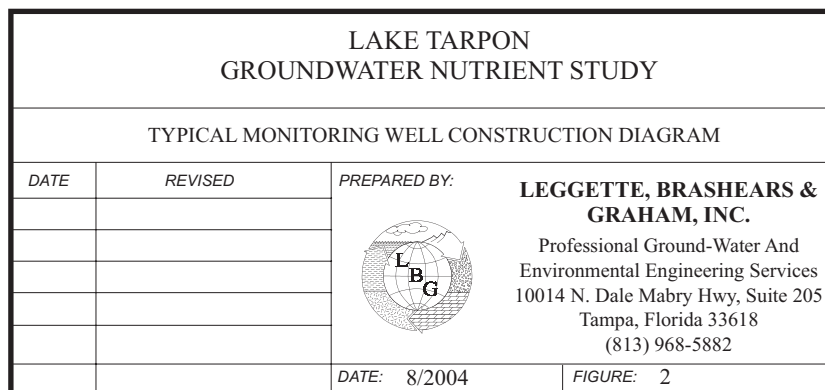 LAKE TARPON
GROUNDWATER NUTRIENT STUDY
TYPICAL MONITORING WELL CONSTRUCTION DIAGRAM
DATE REVISED PREPARED BY:
LEGGETTE, BRASHEARS &
GRAHAM, INC.
Professional Ground-Water And
Environmental Engineering Services
10014 N. Dale Mabry Hwy, Suite 205
Tampa, Florida 33618
(813) 968-5882
LBG
DATE: 8/2004 FIGURE: 2